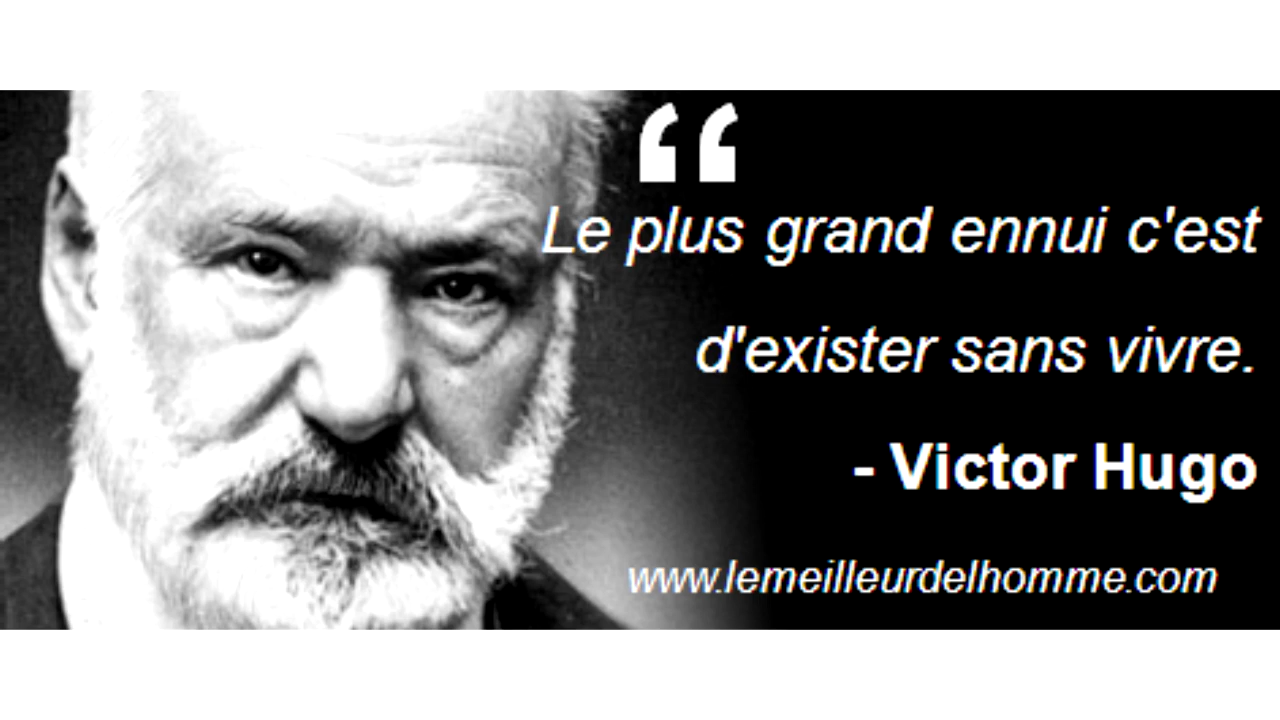 “
Le plus grand ennui c'est
d'exister sans vivre.
- Victor Hugo
www.lemeilleurdelhomme.com